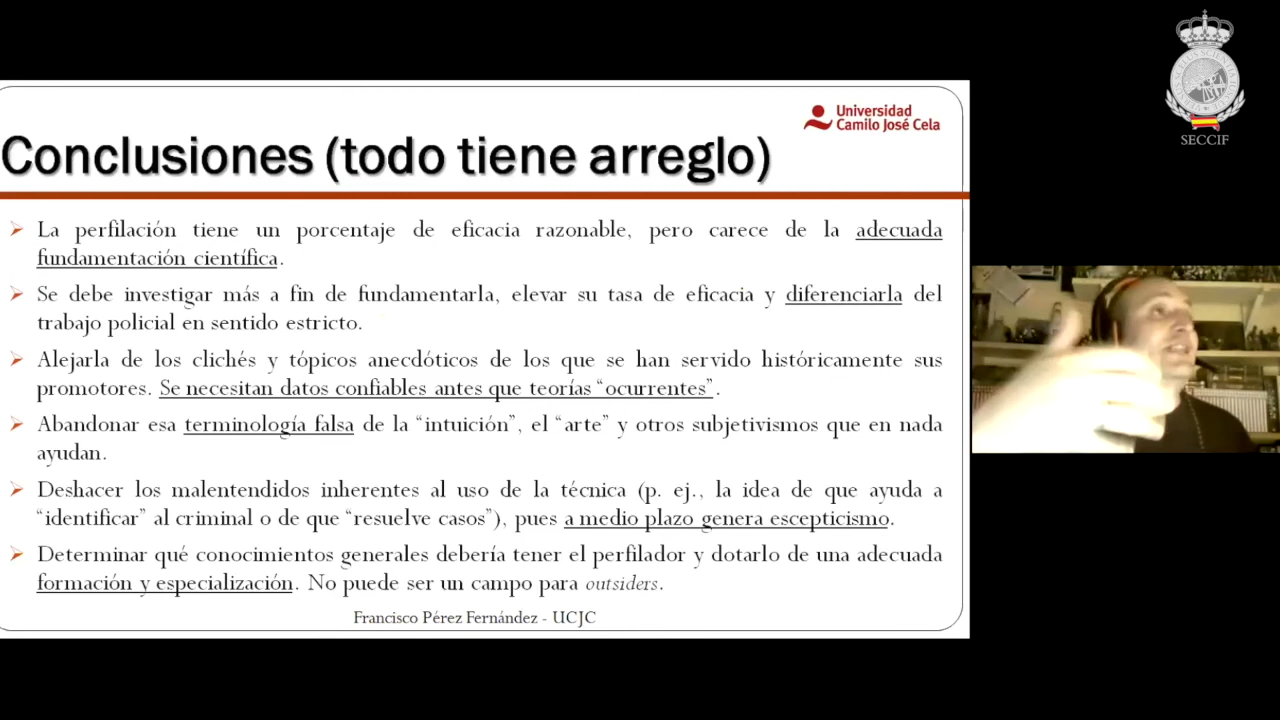 Universidad
Camilo José Cela
SECCIF
Conclusiones (todo tiene arreglo)
La perfilación tiene un porcentaje de eficacia razonable, pero carece de la adecuada
fundamentación científica.
Se debe investigar más a fin de fundamentarla, elevar su tasa de eficacia y diferenciarla del
trabajo policial en sentido estricto.
Alejarla de los clichés y tópicos anecdóticos de los que se han servido históricamente sus
promotores. Se necesitan datos confiables antes que teorías “ocurrentes”.
Abandonar esa terminología falsa de la “intuición”, el “arte” y otros subjetivismos que en nada
ayudan.
Deshacer los malentendidos inherentes al uso de la técnica (p. ej., la idea de que ayuda a
“identificar” al criminal o de que “resuelve casos”), pues a medio plazo genera escepticismo.
Determinar qué conocimientos generales debería tener el perfilador y dotarlo de una adecuada
formación y especialización. No puede ser un campo para outsiders.
Francisco Pérez Fernández - UCJC